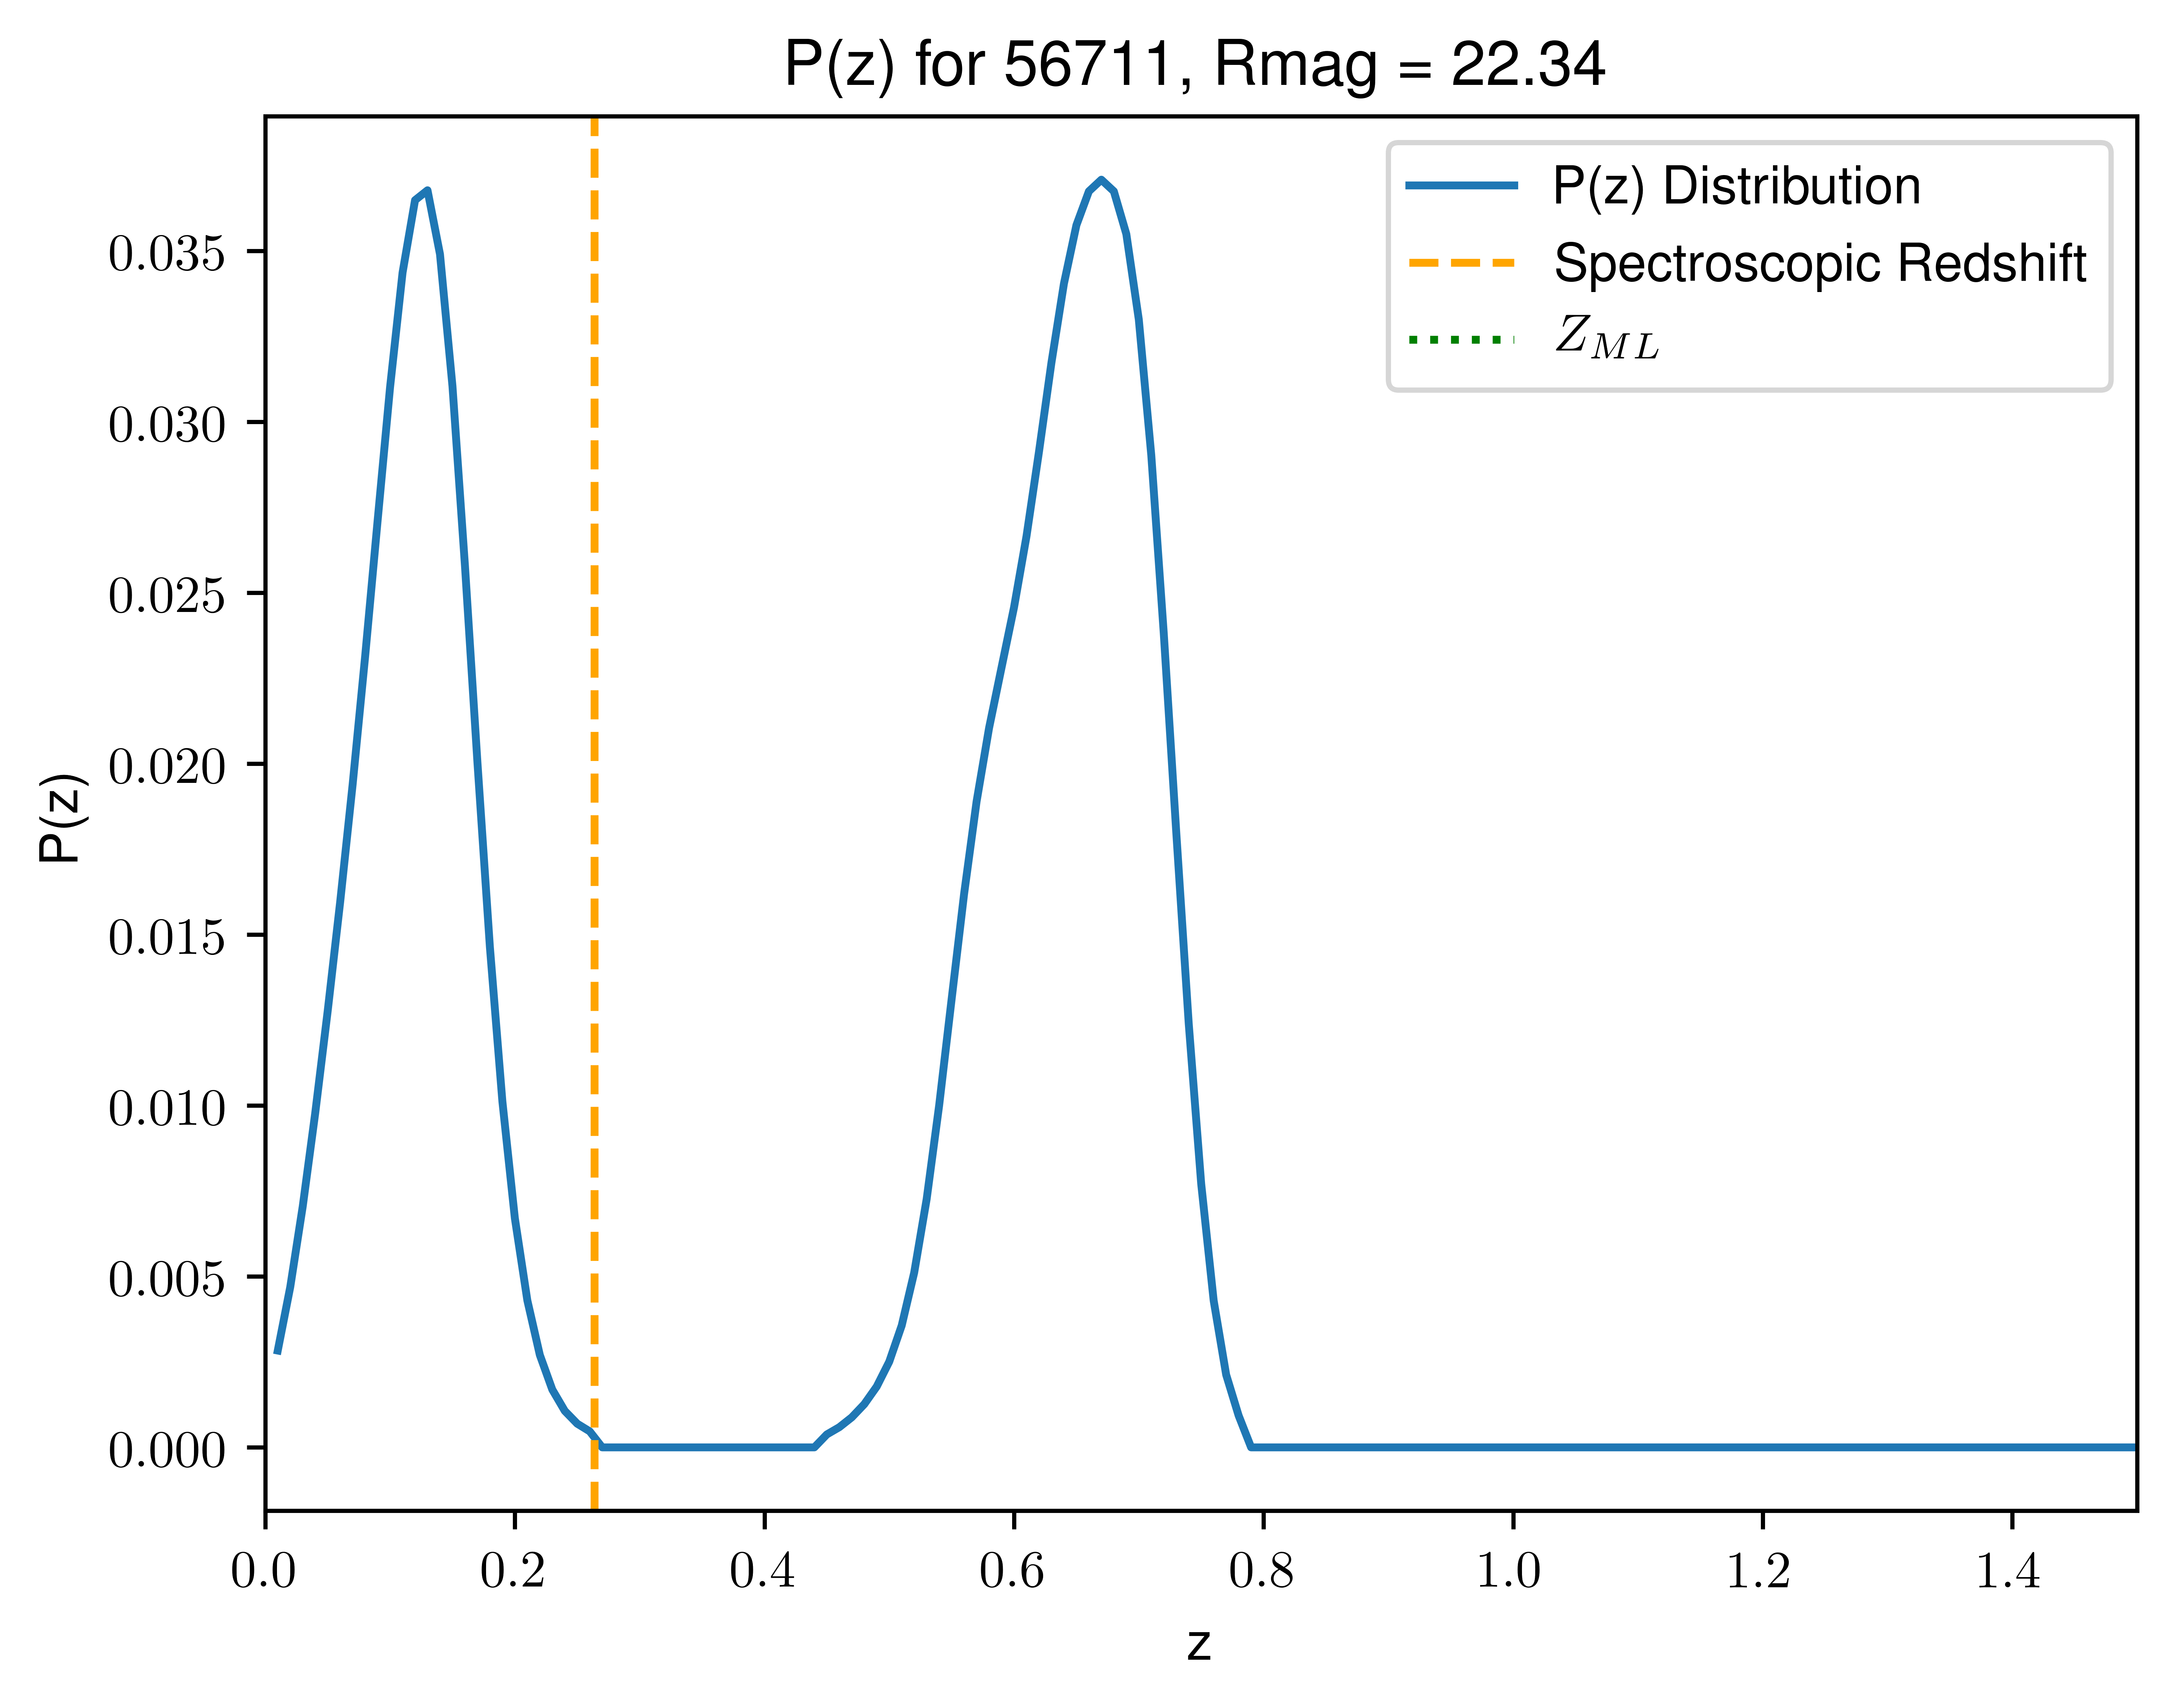 P(z) for 56711, Rmag = 22.34
P(z) Distribution
Spectroscopic Redshift
Z_{ML}
0.035
0.030
0.025
0.020
0.015
0.010
0.005
0.000
P(z)
0.0 0.2 0.4 0.6 0.8 1.0 1.2 1.4
z